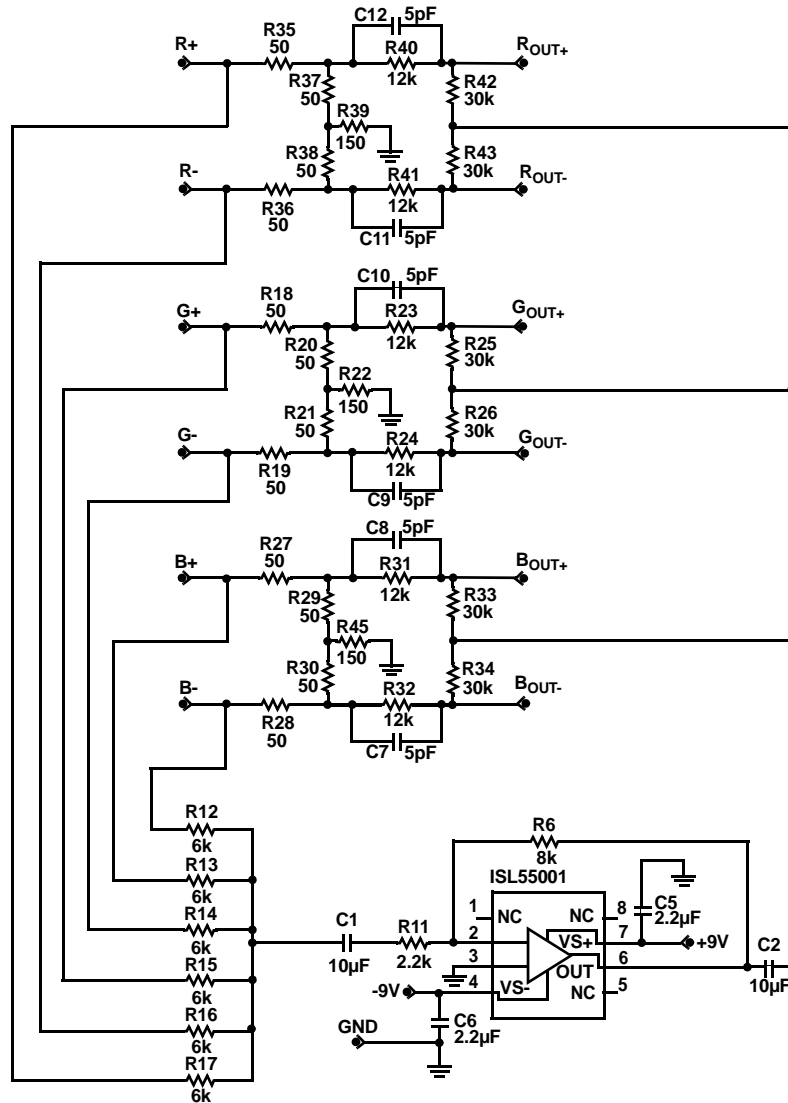 C12 5pF
R+ R35 50 R40 12k ROUT+
R37 50 R42 30k
R39 150
R38 50 R43 30k
R- R36 50 R41 12k ROUT-
C11 5pF
C10 5pF
G+ R18 50 R23 12k GOUT+
R20 50 R25 30k
R22 150
R21 50 R26 30k
G- R19 50 R24 12k GOUT-
C9 5pF
C8 5pF
B+ R27 50 R31 12k BOUT+
R29 50 R33 30k
R45 150
R30 50 R34 30k
B- R28 50 R32 12k BOUT-
C7 5pF
R12
6k
R13
6k
R14
6k
R15
6k
R16
6k
R17
6k
C1
10µF
R11
2.2k
R6
8k
ISL55001
1 NC NC 8
2 VS+ 7
3 OUT 6
4 VS- NC 5
C5
2.2µF
+9V
C2
10µF
-9V
C6
2.2µF
GND